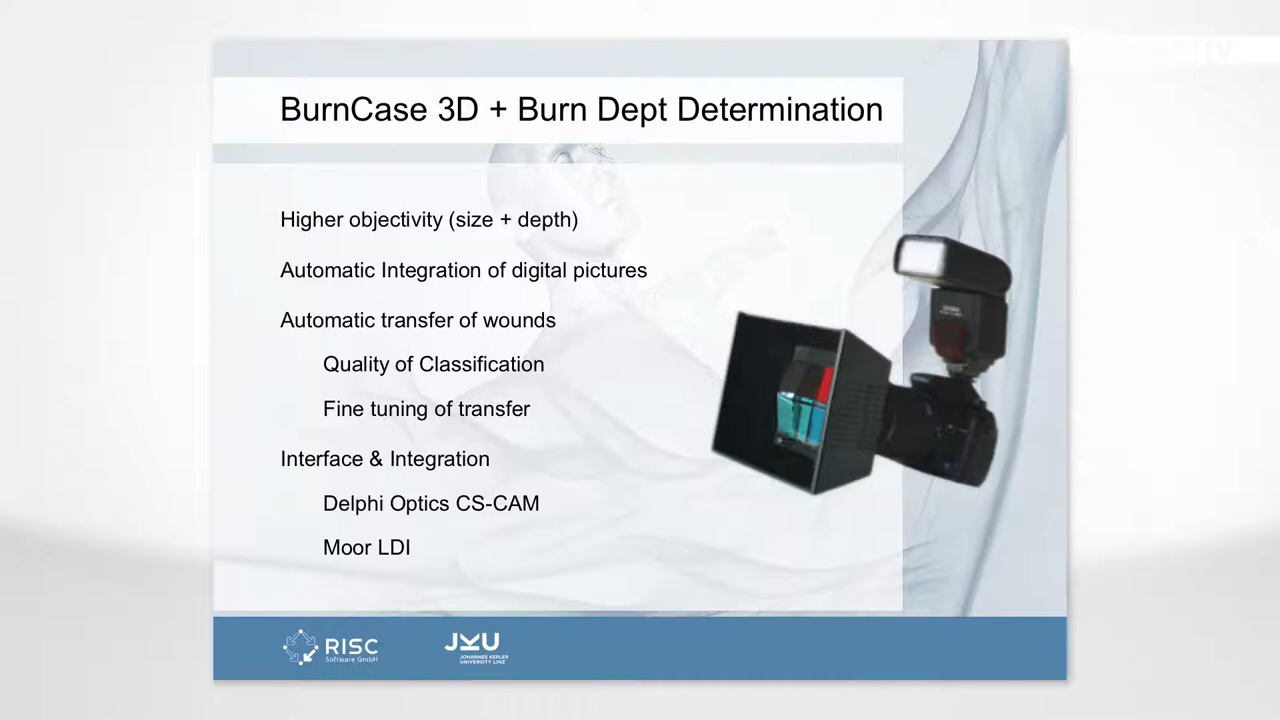 TV
BurnCase 3D + Burn Dept Determination
Higher objectivity (size + depth)
Automatic Integration of digital pictures
Automatic transfer of wounds
Quality of Classification
Fine tuning of transfer
Interface & Integration
Delphi Optics CS-CAM
Moor LDI
RISC
Software GmbH
JKU
JOHANNES KEPLER
UNIVERSITY LINZ